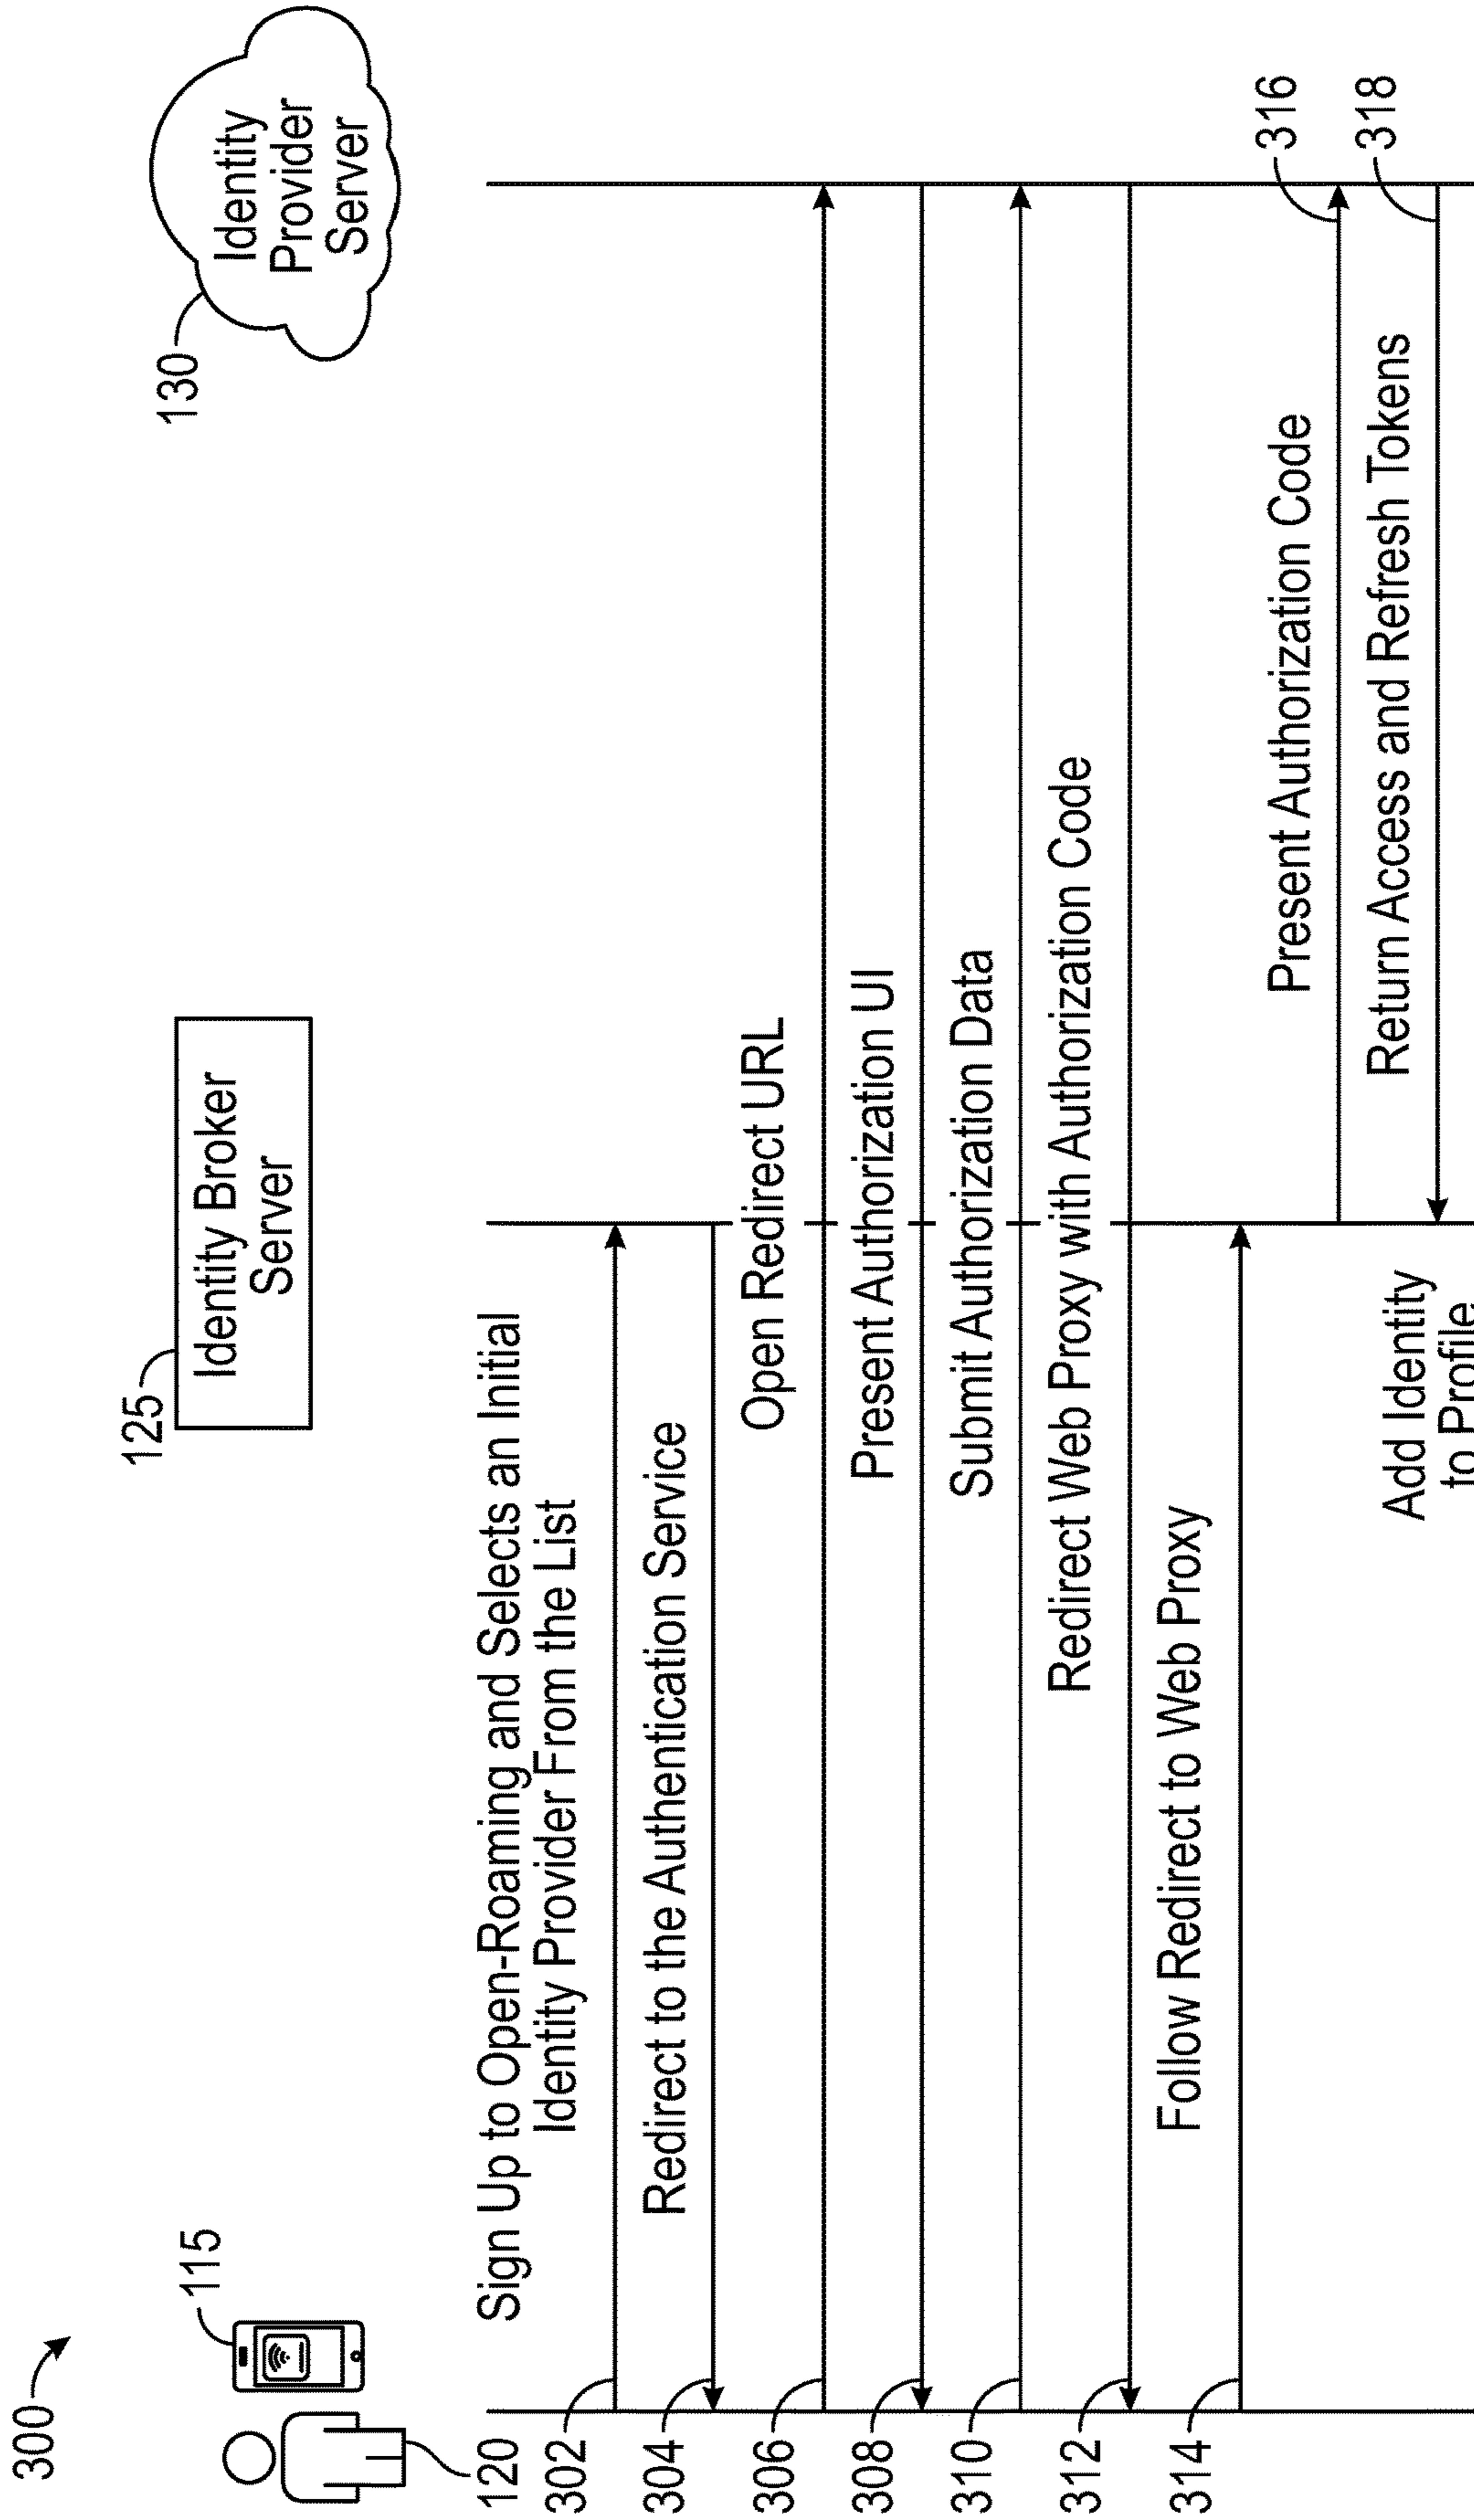 300
120
115
125
Identity Broker
Server
130
Identity
Provider
Server
Sign Up to Open-Roaming and Selects an Initial
Identity Provider From the List
302
Redirect to the Authentication Service
304
Open Redirect URL
306
Present Authorization UI
308
Submit Authorization Data
310
Redirect Web Proxy with Authorization Code
312
Follow Redirect to Web Proxy
314
Present Authorization Code
316
Return Access and Refresh Tokens
318
Add Identity
to Profile